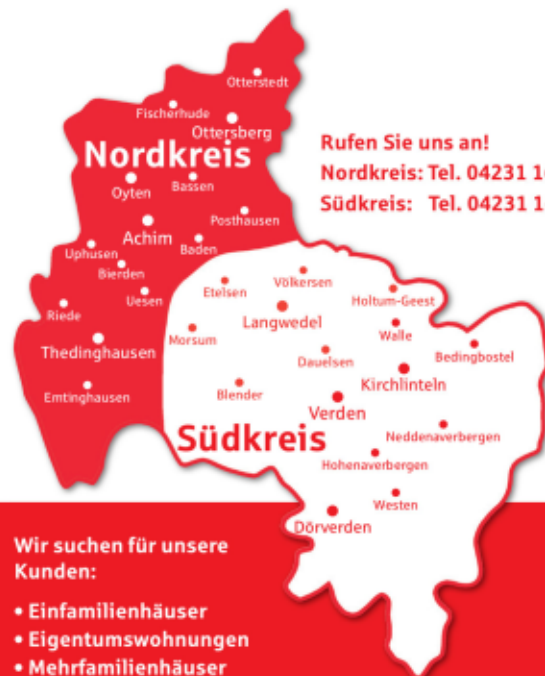 Otterstedt
Fischerhude
Ottersberg
Nordkreis
Oyten
Bassen
Posthausen
Achim
Baden
Uphusen
Bierden
Uesen
Riede
Thedinghausen
Emtinghausen
Rufen Sie uns an!
Nordkreis: Tel. 04231 1
Südkreis: Tel. 04231 1
Völkersen
Etelsen
Holtum-Geest
Langwedel
Walle
Morsum
Dauelsen
Bedingbostel
Kirchlinteln
Blender
Verden
Südkreis
Neddenaverbergen
Hohenaverbergen
Westen
Dörverden
Wir suchen für unsere
Kunden:
• Einfamilienhäuser
• Eigentumswohnungen
• Mehrfamilienhäuser